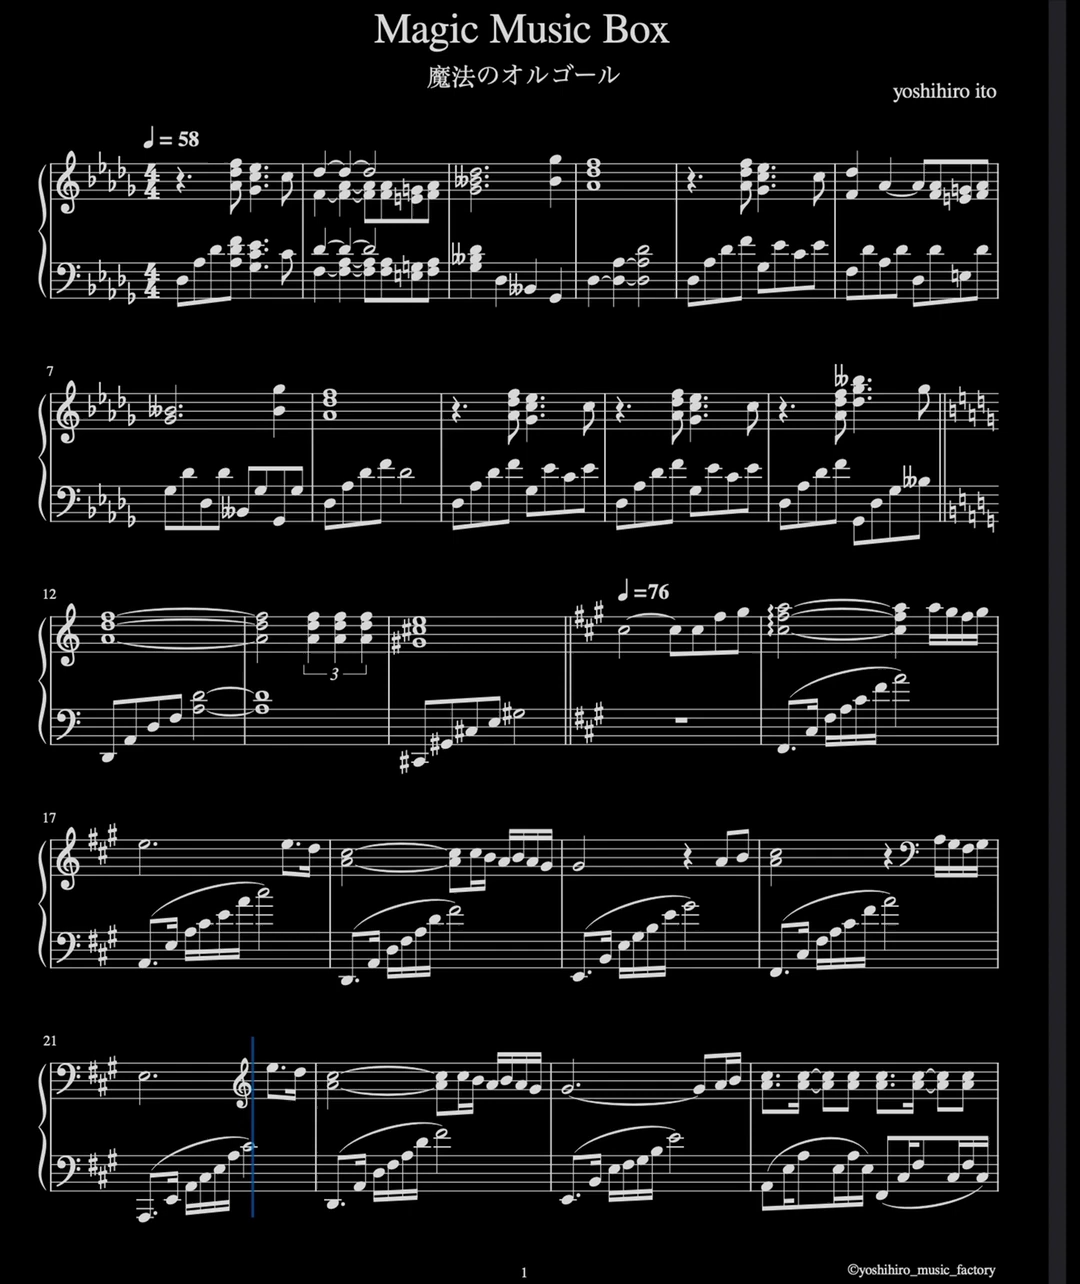 Magic Music Box
魔法のオルゴール
yoshihiro ito
= 58
7
12
3
=76
17
21
1
©yoshihiro_music_factory